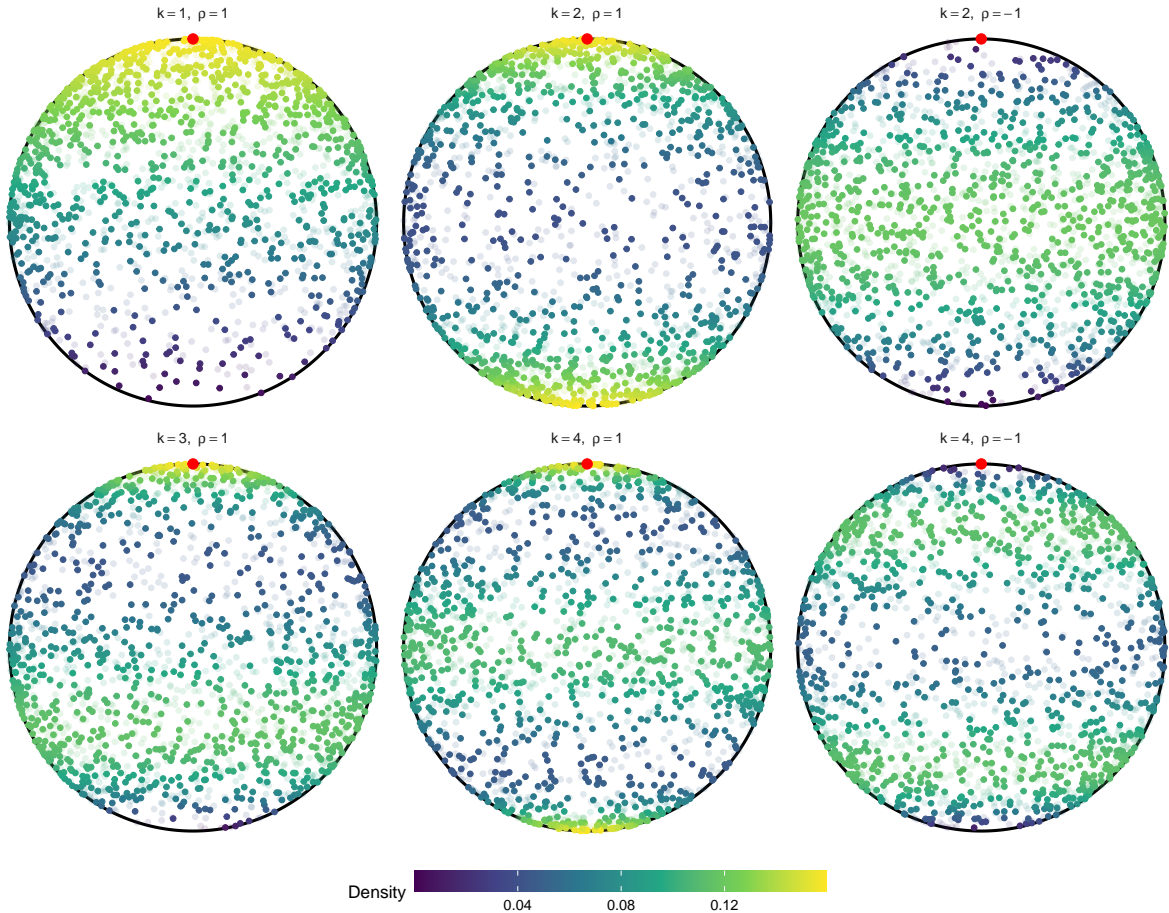 k = 1, ρ = 1
k = 2, ρ = 1
k = 2, ρ = −1
k = 3, ρ = 1
k = 4, ρ = 1
k = 4, ρ = −1
Density
0.04 0.08 0.12